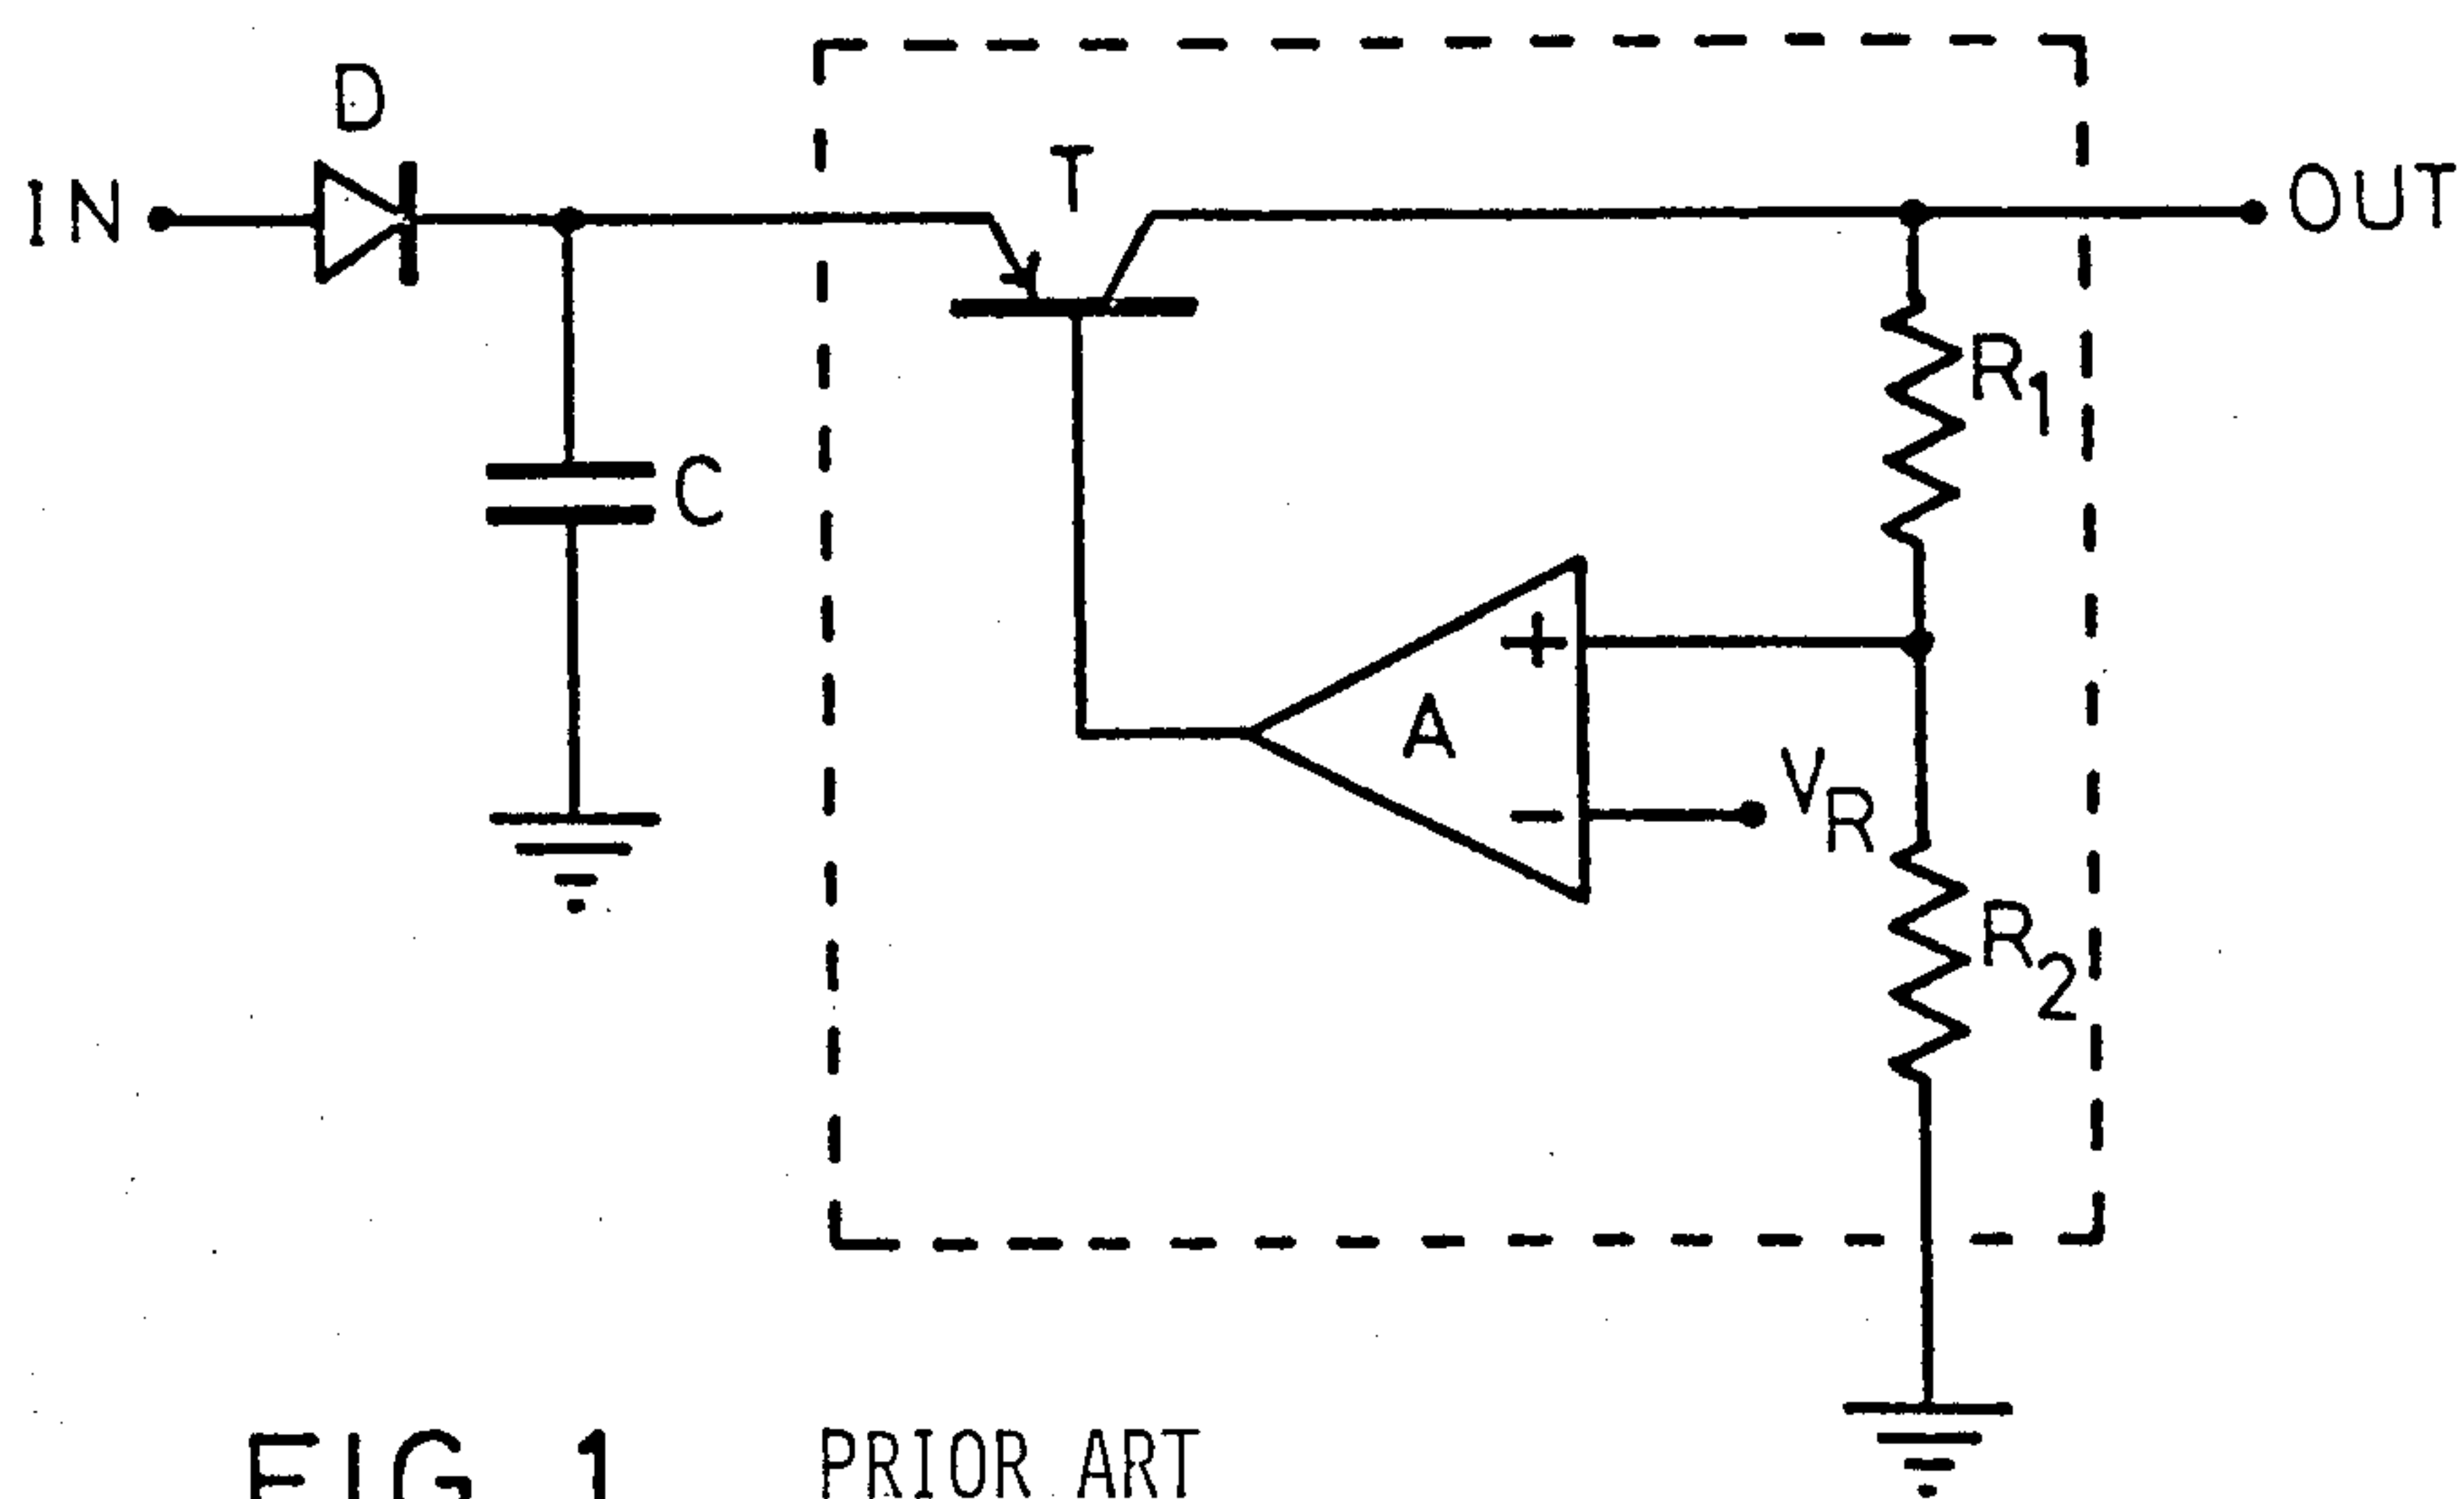 D
T
IN
OUT
R1
C
+
A
VR
−
R2
FIG 1
PRIOR ART